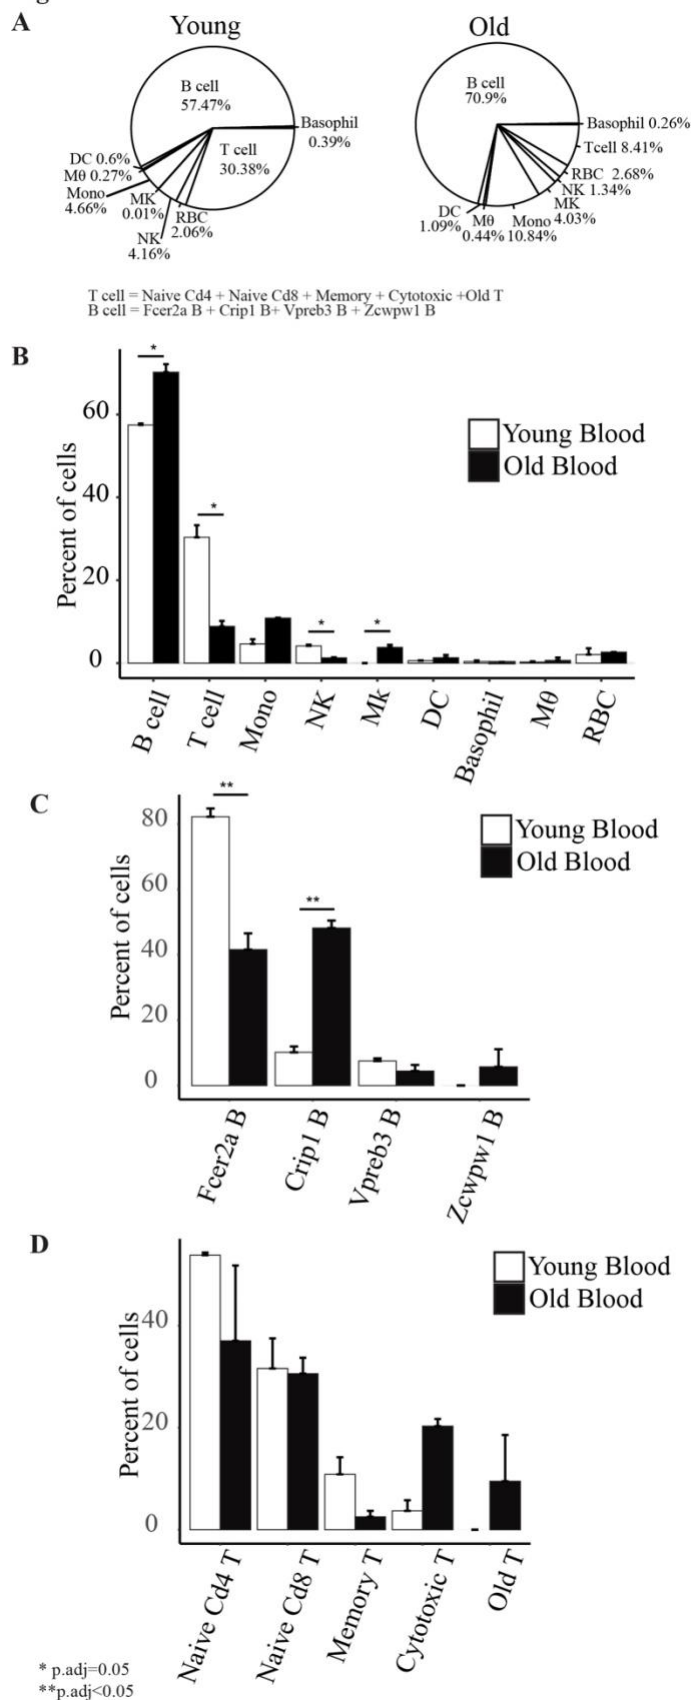 A
Young
Old
B cell
57.47%
T cell
30.38%
Basophil
0.39%
DC 0.6%
Mθ 0.27%
Mono
4.66%
MK
0.01%
NK
4.16%
RBC
2.06%
B cell
70.9%
Basophil 0.26%
Tcell 8.41%
RBC 2.68%
NK 1.34%
MK
4.03%
Mono
10.84%
Mθ
0.44%
DC
1.09%
T cell = Naive Cd4 + Naive Cd8 + Memory + Cytotoxic +Old T
B cell = Fcer2a B + Crip1 B+ Vpreb3 B + Zcwpw1 B
B
Percent of cells
60
40
20
0
*
*
*
*
Young Blood
Old Blood
B cell
T cell
Mono
NK
Mk
DC
Basophil
Mθ
RBC
C
Percent of cells
80
60
40
20
0
**
**
Young Blood
Old Blood
Fcer2a B
Crip1 B
Vpreb3 B
Zcwpw1 B
D
Percent of cells
40
20
0
Young Blood
Old Blood
Naive Cd4 T
Naive Cd8 T
Memory T
Cytotoxic T
Old T
* p.adj=0.05
**p.adj<0.05